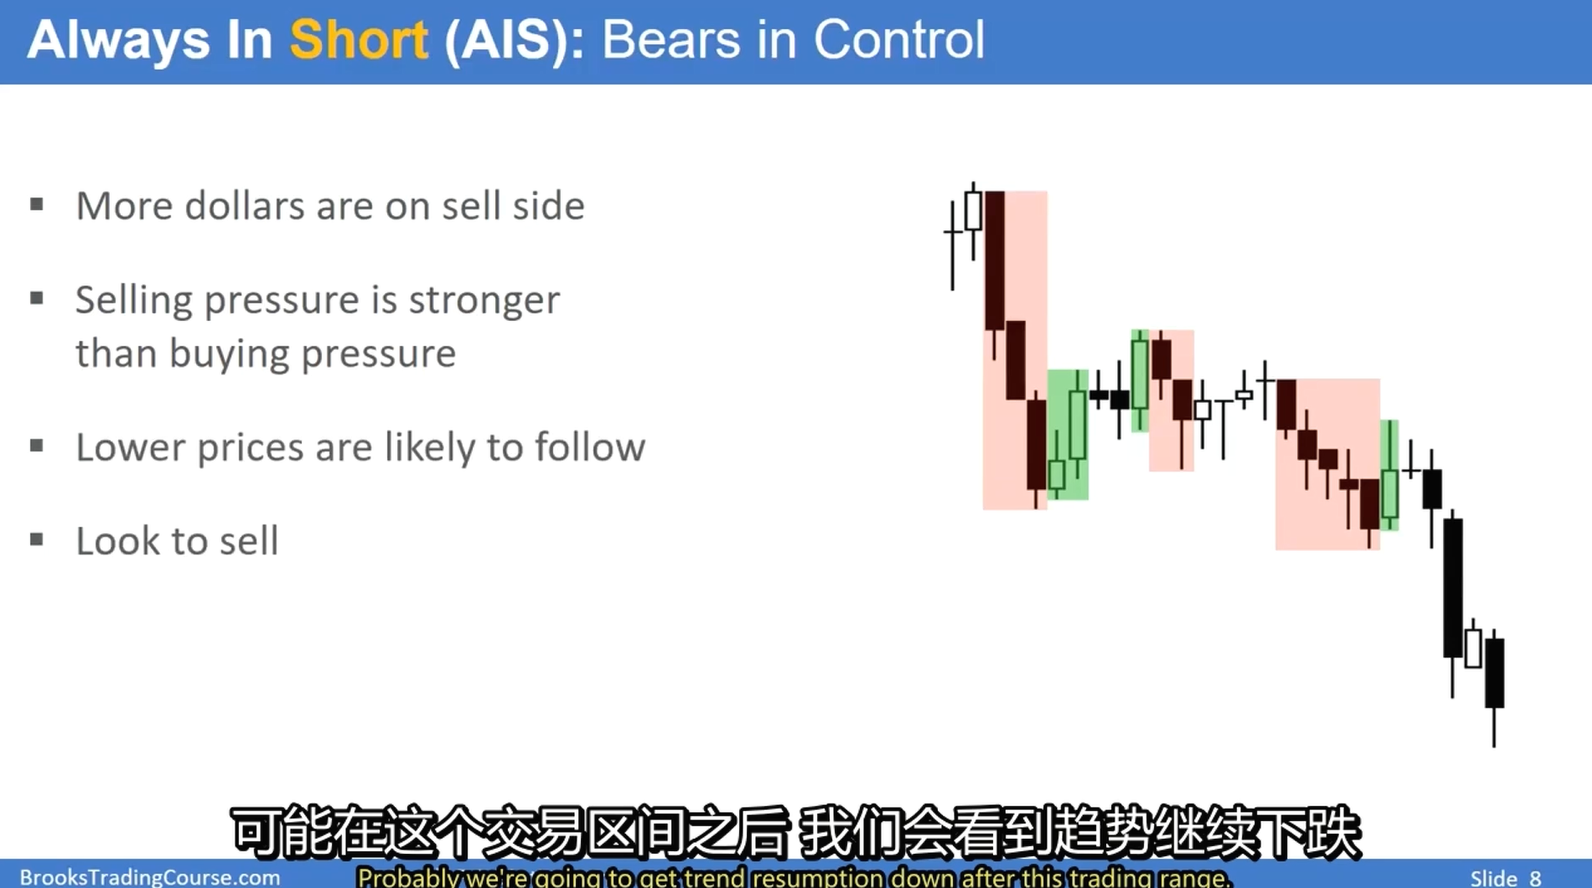 Always In Short (AIS): Bears in Control
▪ More dollars are on sell side
▪ Selling pressure is stronger
than buying pressure
▪ Lower prices are likely to follow
▪ Look to sell
可能在这个交易区间之后 我们会看到趋势继续下跌
Probably we're going to get trend resumption down after this trading range.
BrooksTradingCourse.com
Slide 8